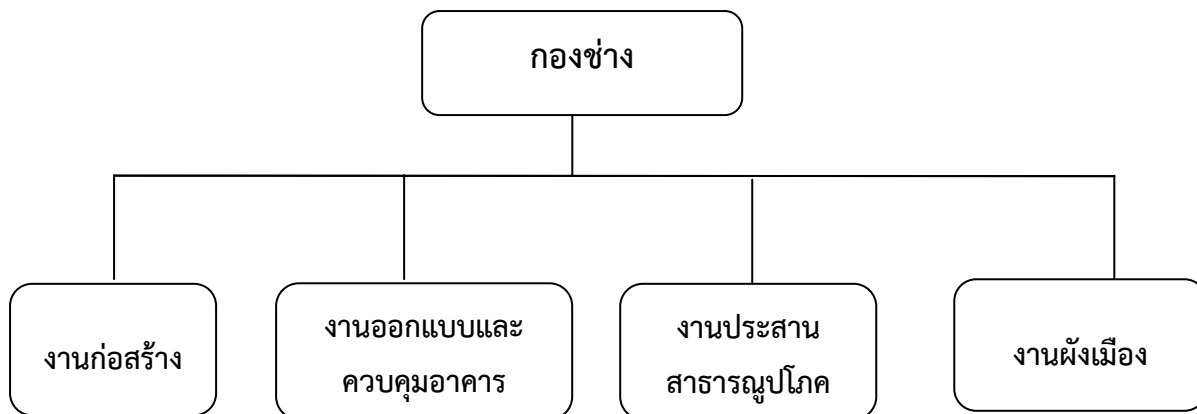 กองช่าง
งานก่อสร้าง
งานออกแบบและ
ควบคุมอาคาร
งานประสาน
สาธารณูปโภค
งานผังเมือง